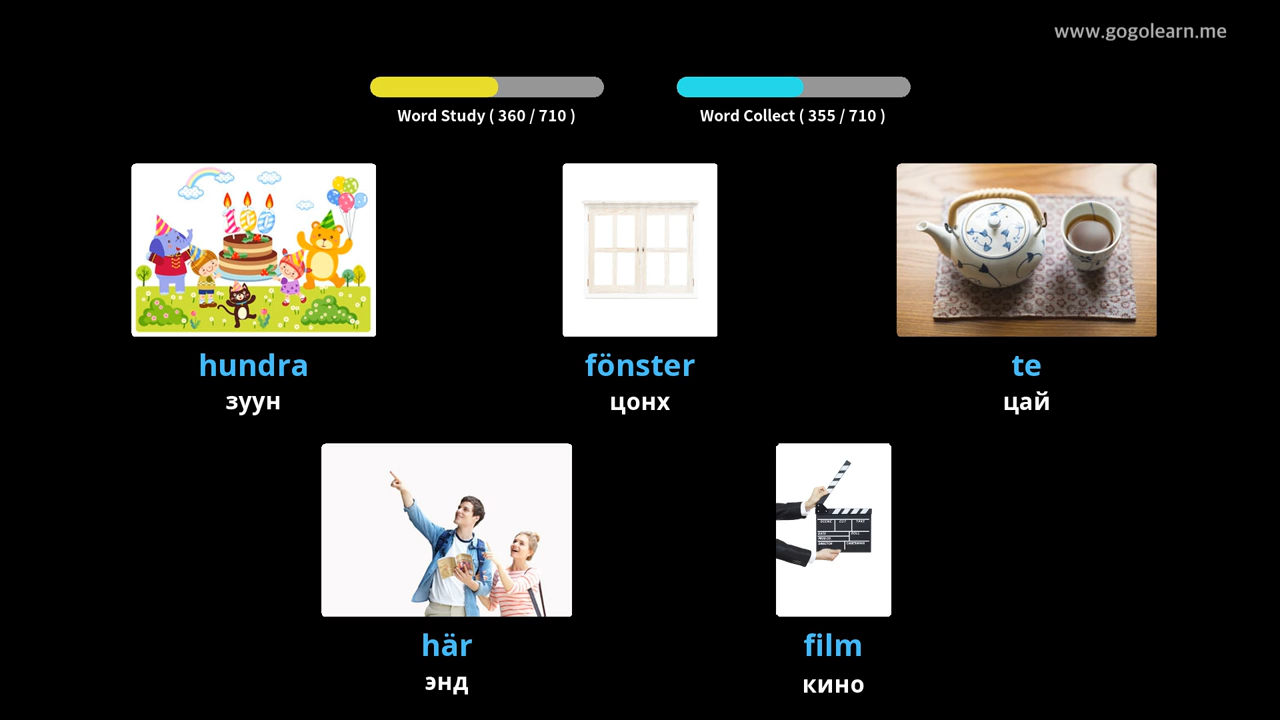 www.gogolearn.me
Word Study ( 360 / 710 )
Word Collect ( 355 / 710 )
100
hundra
зуун
fönster
цонх
te
цай
här
энд
film
кино